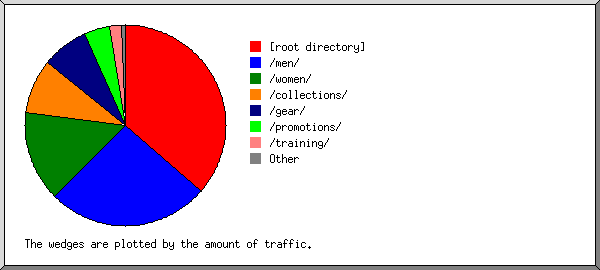 [root directory]
/men/
/women/
/collections/
/gear/
/promotions/
/training/
Other
The wedges are plotted by the amount of traffic.